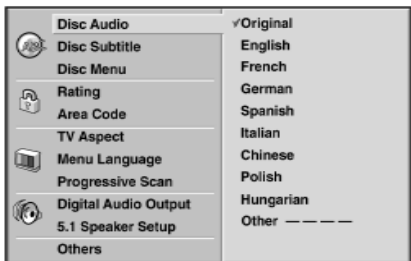 Disc Audio
Disc Subtitle
Disc Menu
Rating
Area Code
TV Aspect
Menu Language
Progressive Scan
Digital Audio Output
5.1 Speaker Setup
Others
✓Original
English
French
German
Spanish
Italian
Chinese
Polish
Hungarian
Other — — — —